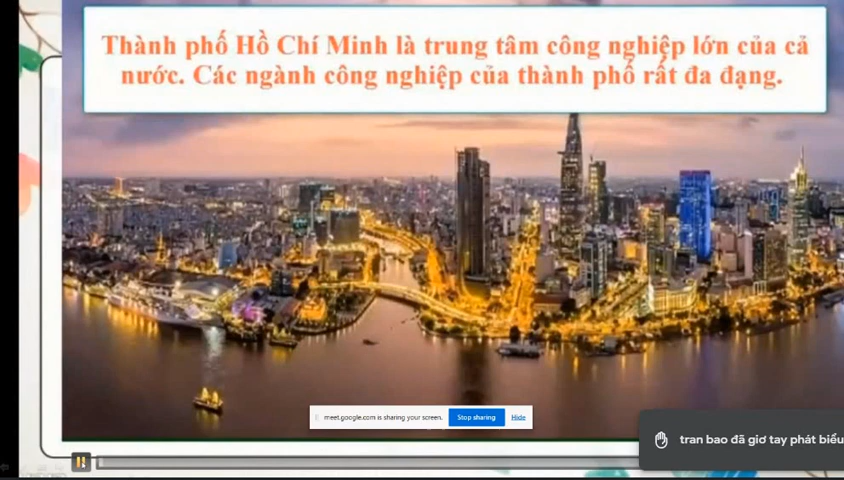 Thành phố Hồ Chí Minh là trung tâm công nghiệp lớn của cả
nước. Các ngành công nghiệp của thành phố rất đa đạng.
meet.google.com is sharing your screen. Stop sharing Hide
tran bao đã giơ tay phát biểu